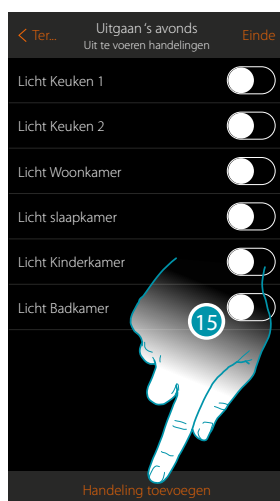 < Ter... Uitgaan 's avonds Einde
Uit te voeren handelingen
Licht Keuken 1
Licht Keuken 2
Licht Woonkamer
Licht slaapkamer
Licht Kinderkamer
Licht Badkamer
15
Handeling toevoegen